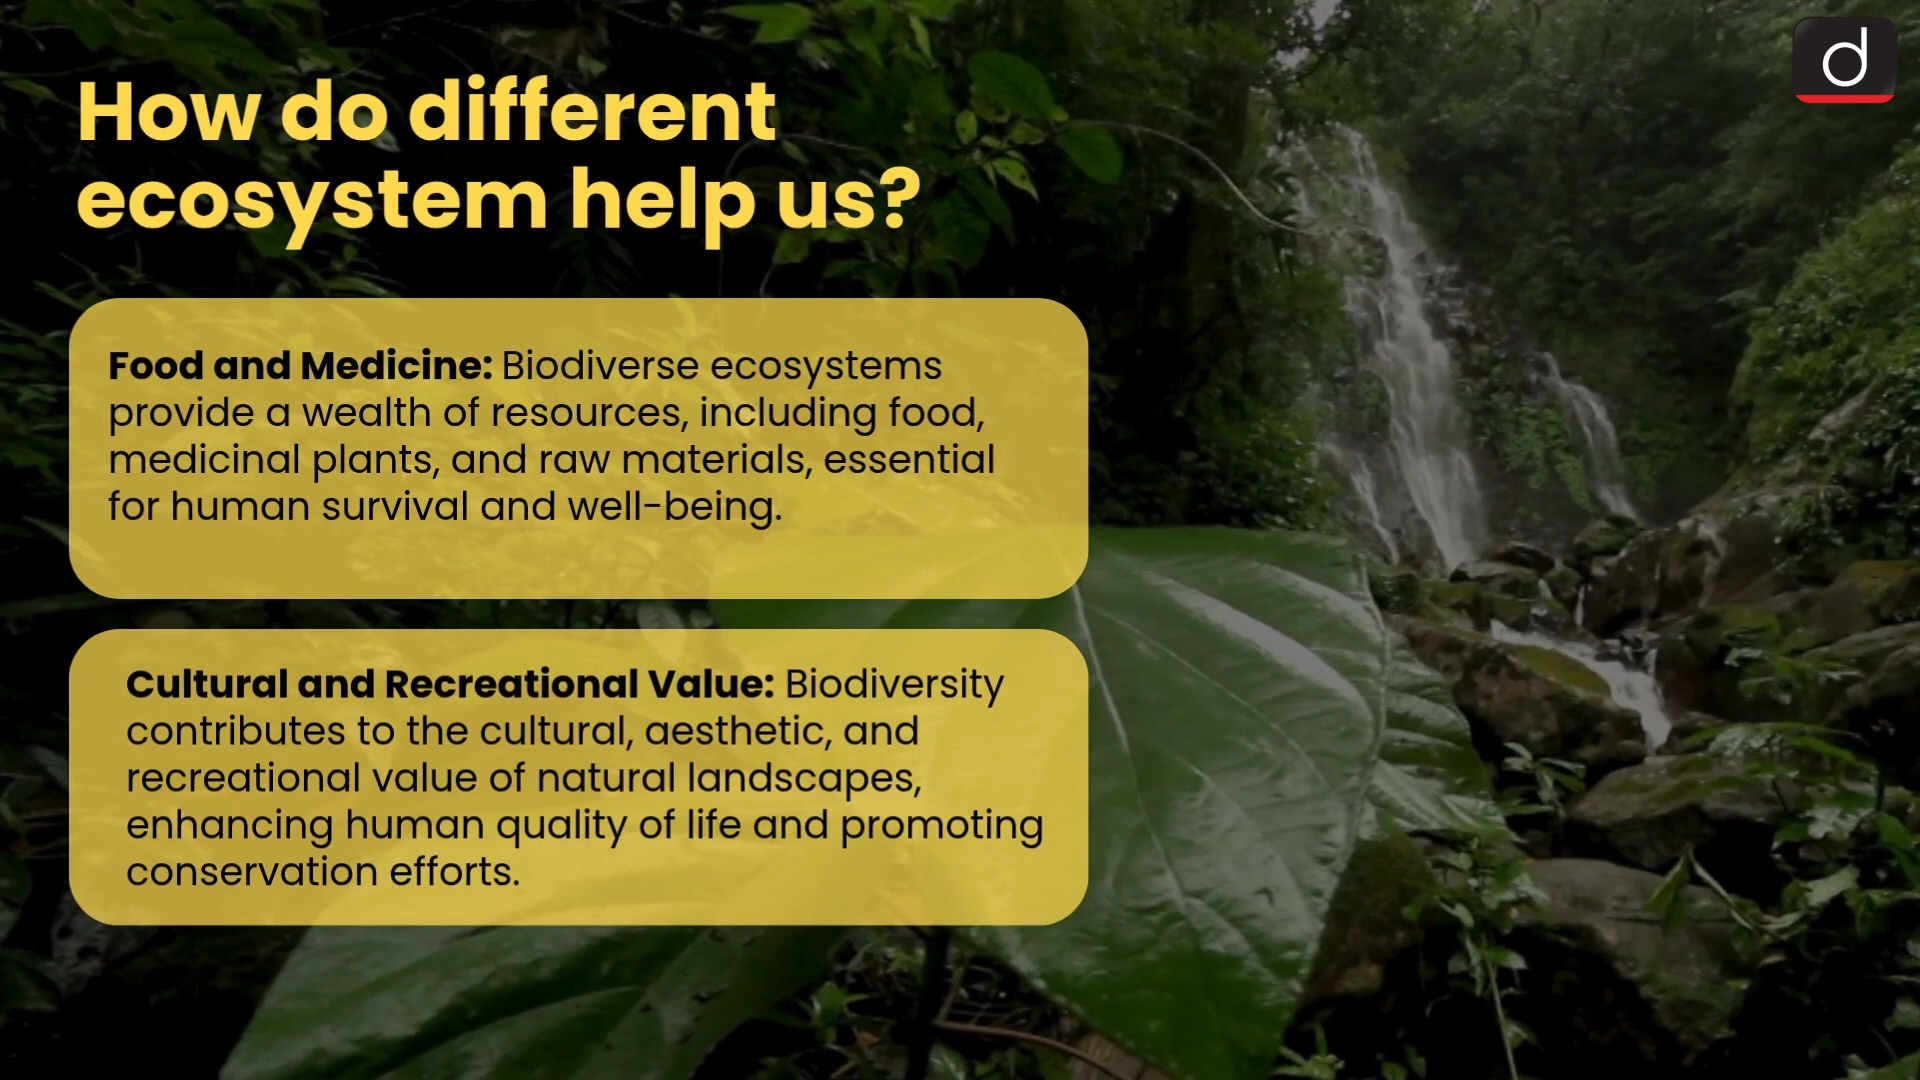 d
How do different
ecosystem help us?
Food and Medicine: Biodiverse ecosystems
provide a wealth of resources, including food,
medicinal plants, and raw materials, essential
for human survival and well-being.
Cultural and Recreational Value: Biodiversity
contributes to the cultural, aesthetic, and
recreational value of natural landscapes,
enhancing human quality of life and promoting
conservation efforts.